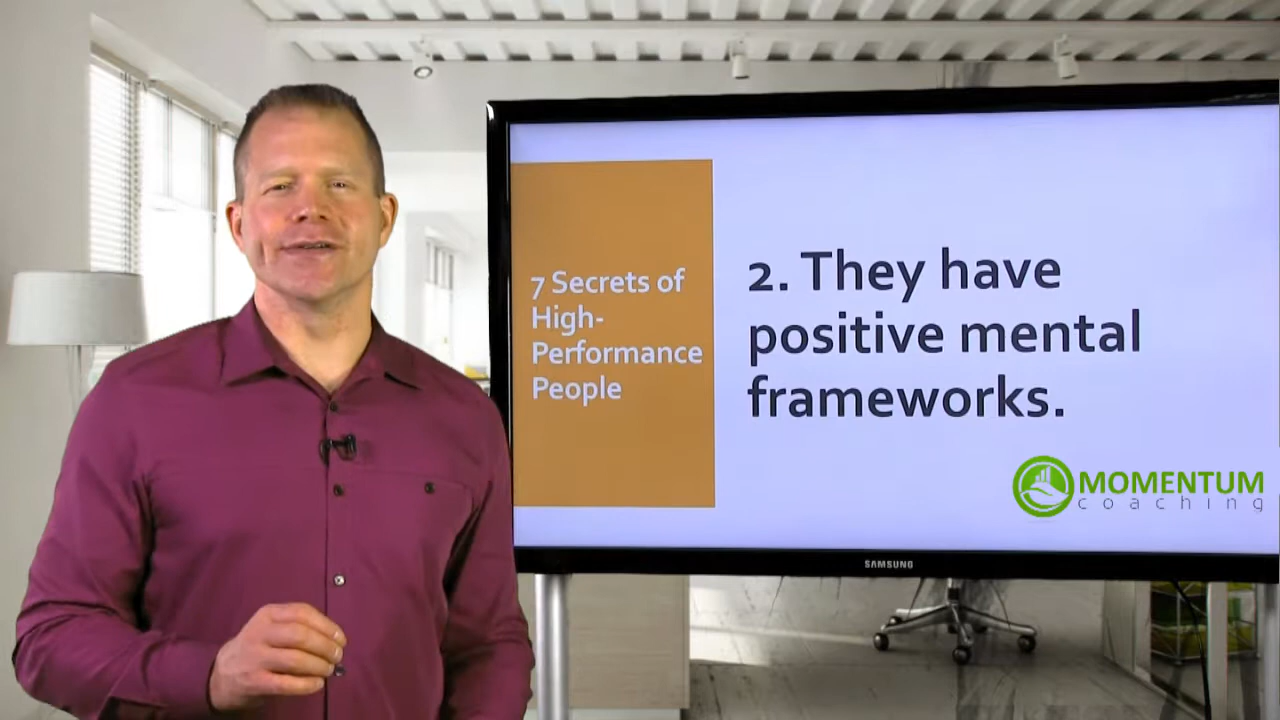 7 Secrets of
High-
Performance
People
2. They have
positive mental
frameworks.
MOMENTUM
coaching
SAMSUNG